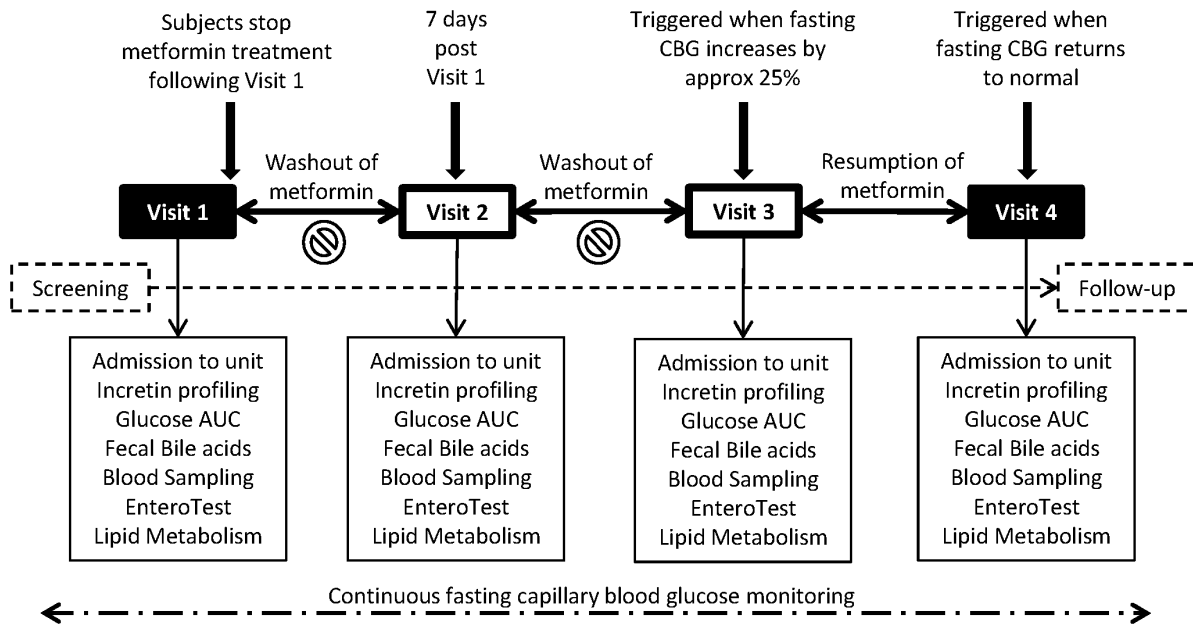 Subjects stop
metformin treatment
following Visit 1
7 days
post
Visit 1
Triggered when fasting
CBG increases by
approx 25%
Triggered when
fasting CBG returns
to normal
Washout of
metformin
Washout of
metformin
Resumption of
metformin
Visit 1
Visit 2
Visit 3
Visit 4
Screening
Follow-up
Admission to unit
Incretin profiling
Glucose AUC
Fecal Bile acids
Blood Sampling
EnteroTest
Lipid Metabolism
Admission to unit
Incretin profiling
Glucose AUC
Fecal Bile acids
Blood Sampling
EnteroTest
Lipid Metabolism
Admission to unit
Incretin profiling
Glucose AUC
Fecal Bile acids
Blood Sampling
EnteroTest
Lipid Metabolism
Admission to unit
Incretin profiling
Glucose AUC
Fecal Bile acids
Blood Sampling
EnteroTest
Lipid Metabolism
Continuous fasting capillary blood glucose monitoring